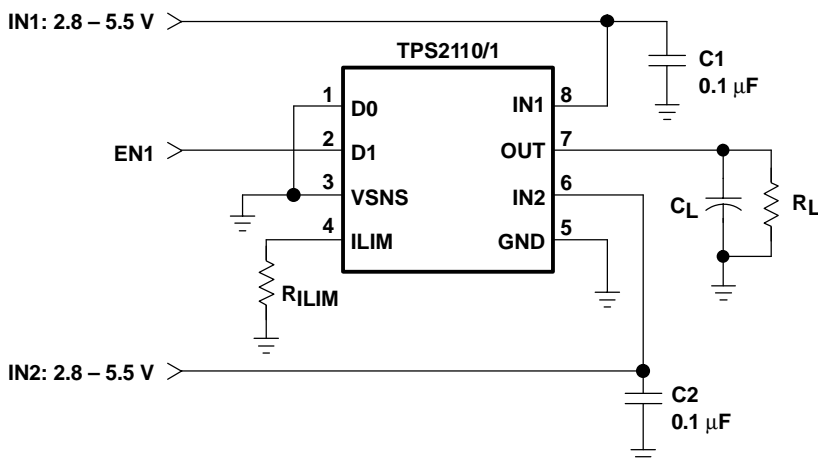 IN1: 2.8 – 5.5 V
TPS2110/1
C1
0.1 μF
1
D0
IN1
8
EN1
2
D1
OUT
7
3
VSNS
IN2
6
CL
RL
4
ILIM
GND
5
RILIM
IN2: 2.8 – 5.5 V
C2
0.1 μF